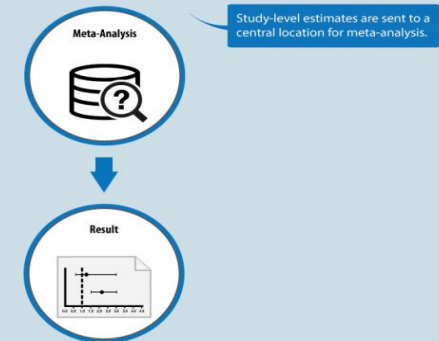 Study-level estimates are sent to a
central location for meta-analysis.
Meta-Analysis
?
Result